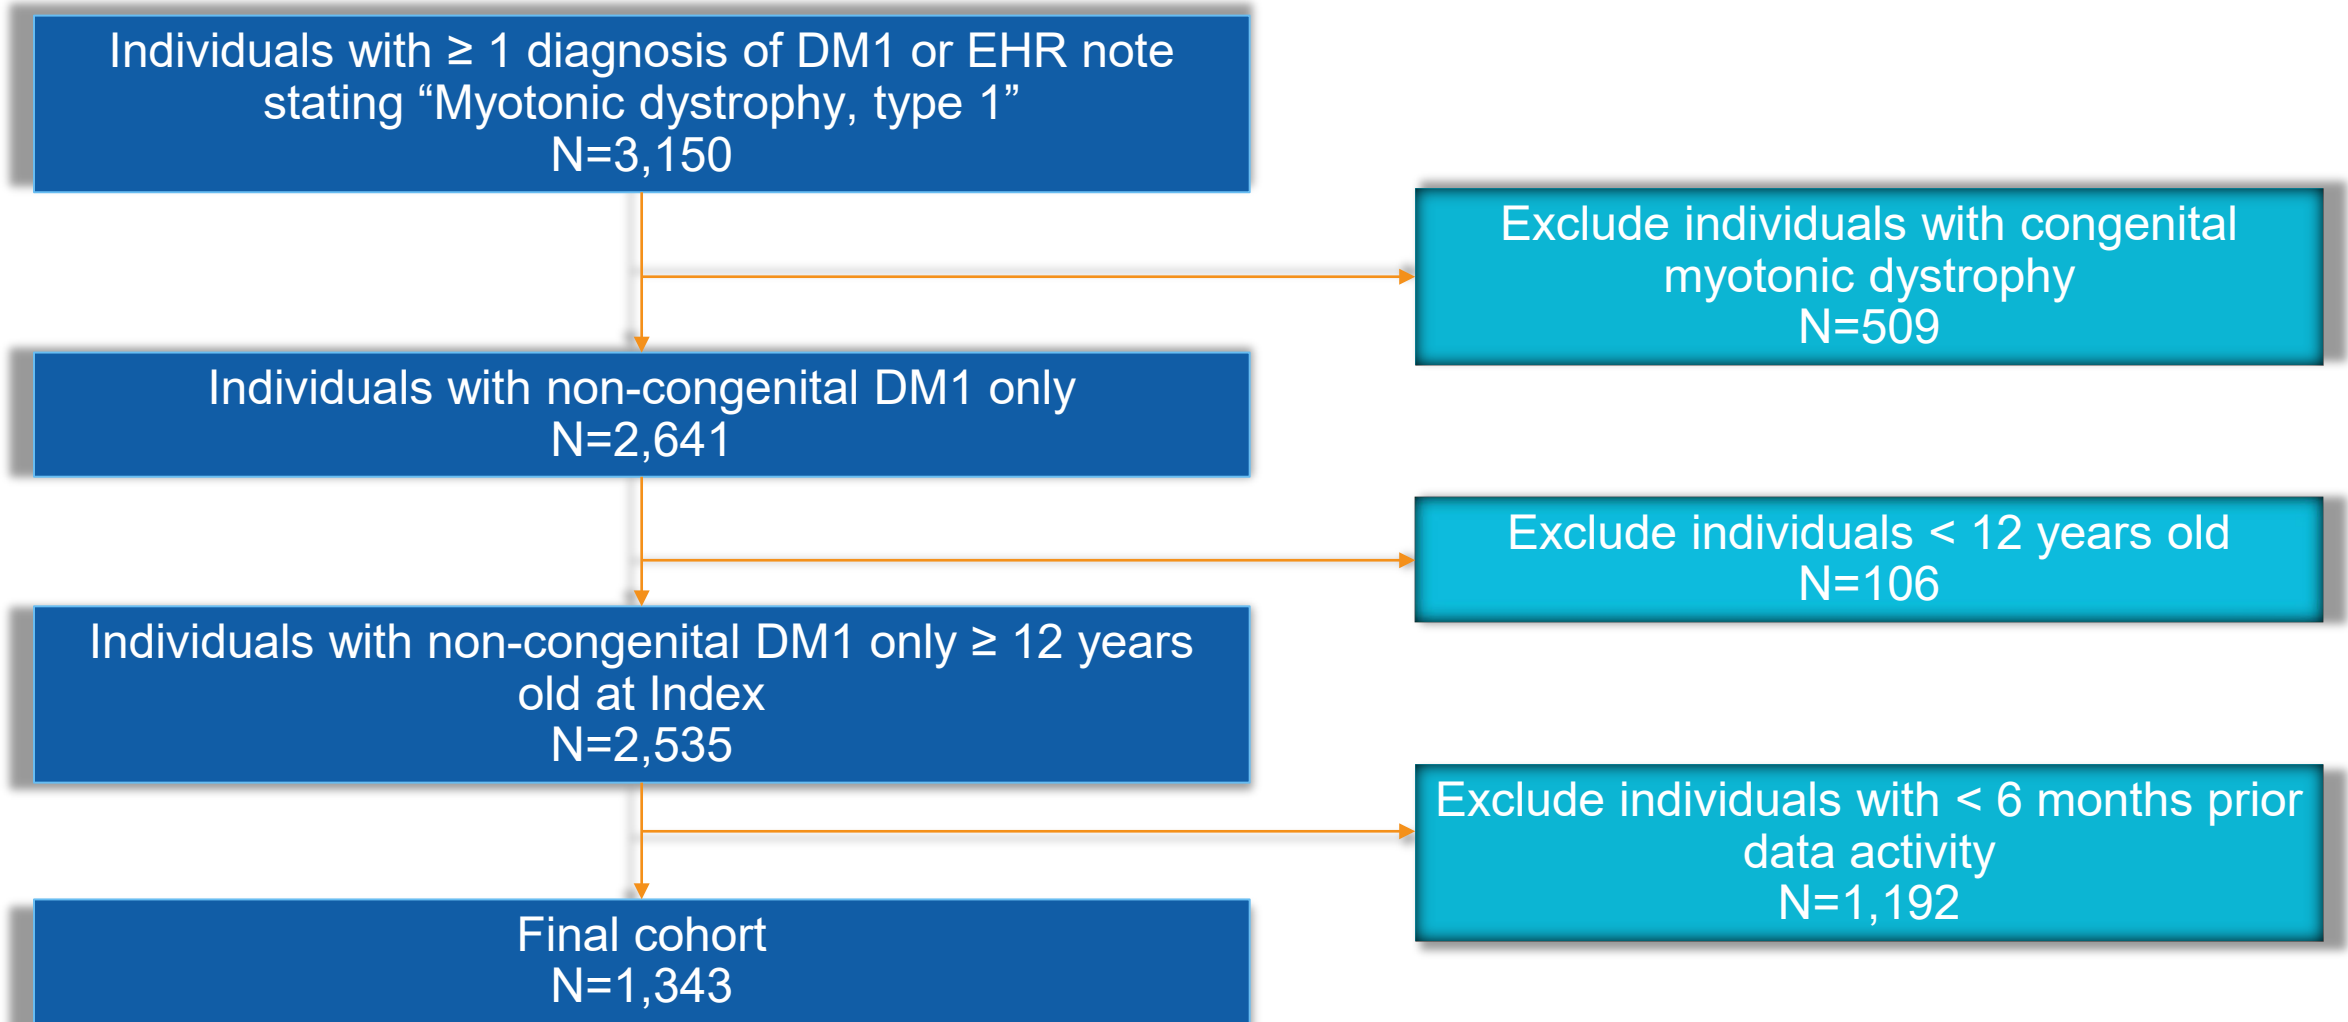 Individuals with ≥ 1 diagnosis of DM1 or EHR note
stating “Myotonic dystrophy, type 1”
N=3,150
Exclude individuals with congenital
myotonic dystrophy
N=509
Individuals with non-congenital DM1 only
N=2,641
Exclude individuals < 12 years old
N=106
Individuals with non-congenital DM1 only ≥ 12 years
old at Index
N=2,535
Exclude individuals with < 6 months prior
data activity
N=1,192
Final cohort
N=1,343